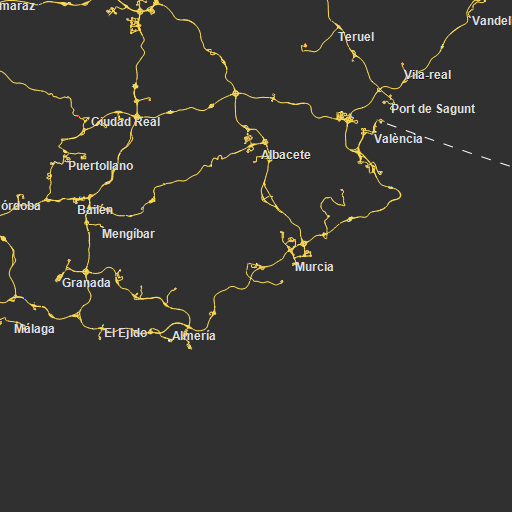 maraz
Vandel
Teruel
Vila-real
Port de Sagunt
Ciudad Real
València
Albacete
Puertollano
órdoba
Bailén
Mengíbar
Murcia
Granada
Málaga
El Ejido
Almería